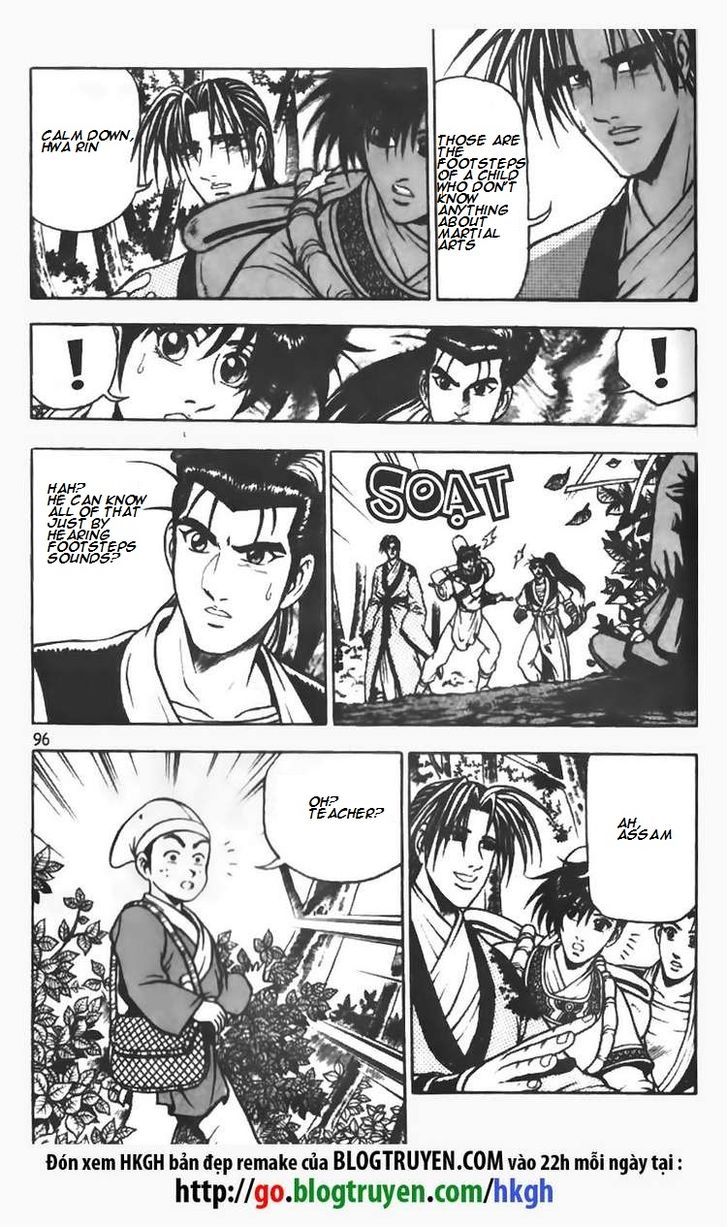 CALM DOWN,
HWA RIN
THOSE ARE
THE
FOOTSTEPS
OF A CHILD
WHO DON'T
KNOW
ANYTHING
ABOUT
MARTIAL
ARTS
!
!
HAH?
HE CAN KNOW
ALL OF THAT
JUST BY
HEARING
FOOTSTEPS
SOUNDS?
SOẠT
96
OH?
TEACHER?
AH,
ASSAM
Đón xem HKGH bản đẹp remake của BLOGTRUYEN.COM vào 22h mỗi ngày tại :
http://go.blogtruyen.com/hkgh